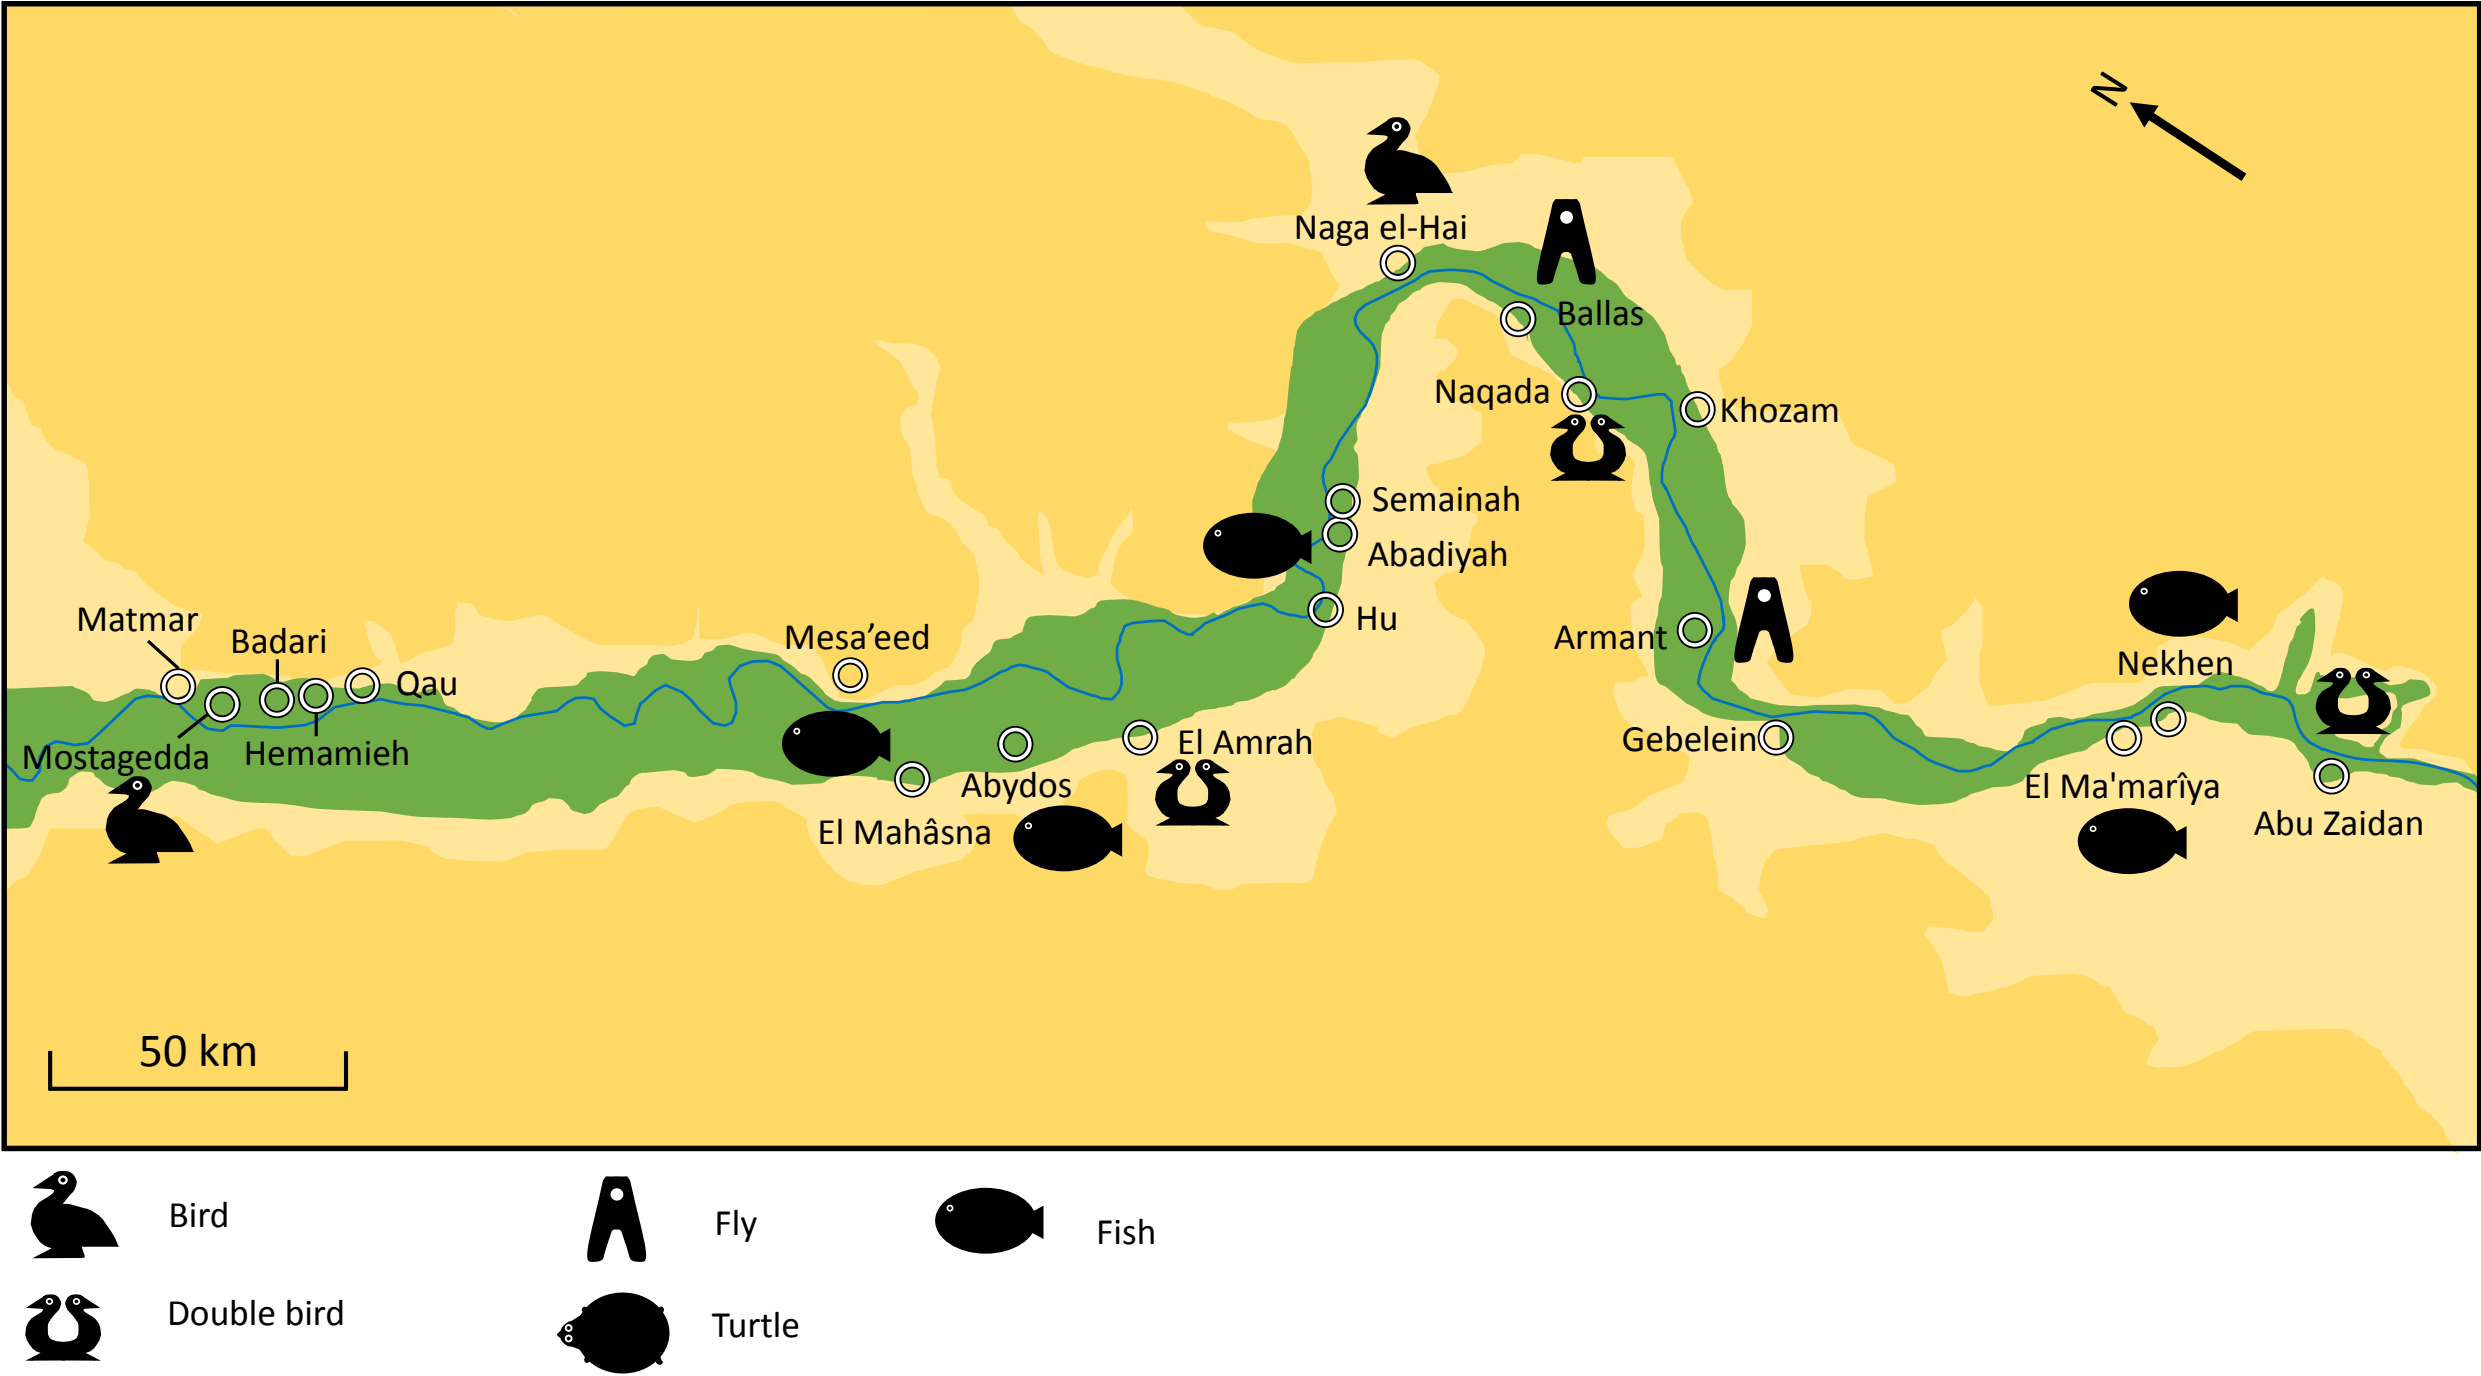 N
Naga el-Hai
Ballas
Naqada
Khozam
Semainah
Abadiyah
Hu
Matmar
Badari
Mesa’eed
Armant
Nekhen
Qau
Mostagedda
Hemamieh
El Amrah
Gebelein
Abydos
El Ma'marîya
El Mahâsna
Abu Zaidan
50 km
Bird
Fly
Fish
Double bird
Turtle